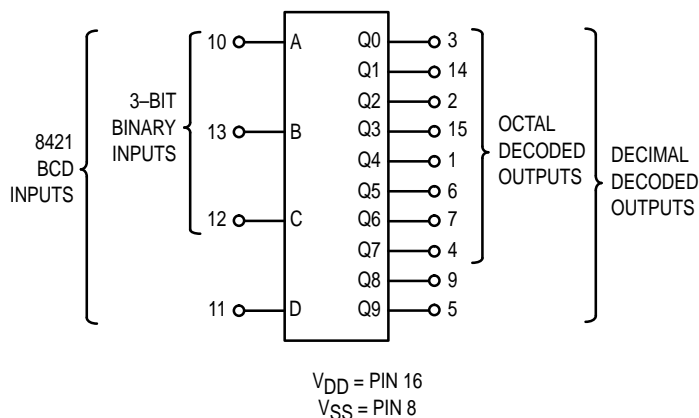 8421
BCD
INPUTS
3–BIT
BINARY
INPUTS
10
13
12
11
A
B
C
D
Q0
Q1
Q2
Q3
Q4
Q5
Q6
Q7
Q8
Q9
3
14
2
15
1
6
7
4
9
5
OCTAL
DECODED
OUTPUTS
DECIMAL
DECODED
OUTPUTS
VDD = PIN 16
VSS = PIN 8